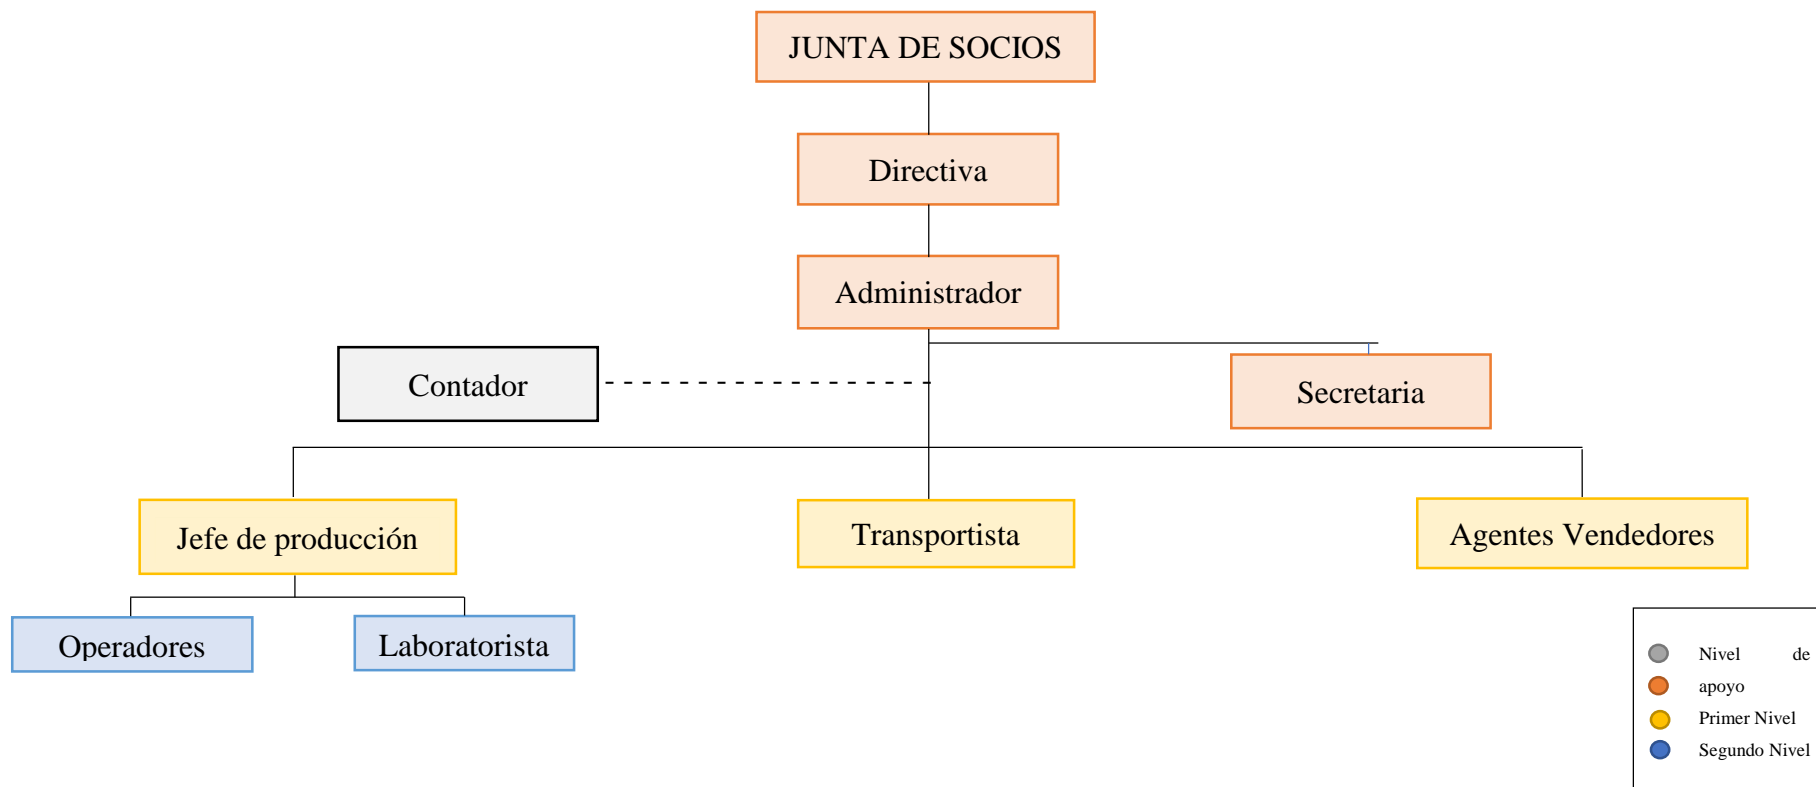 JUNTA DE SOCIOS
Directiva
Administrador
Contador
Secretaria
Jefe de producción
Transportista
Agentes Vendedores
Operadores
Laboratorista
Nivel de
apoyo
Primer Nivel
Segundo Nivel